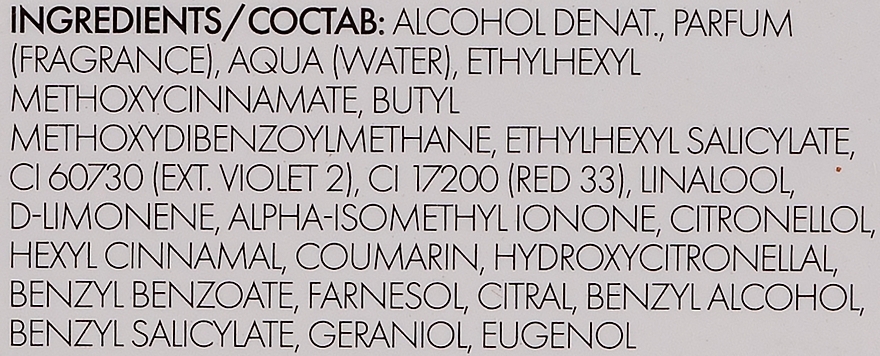 INGREDIENTS/СОСТАВ: ALCOHOL DENAT., PARFUM
(FRAGRANCE), AQUA (WATER), ETHYLHEXYL
METHOXYCINNAMATE, BUTYL
METHOXYDIBENZOYLMETHANE, ETHYLHEXYL SALICYLATE,
CI 60730 (EXT. VIOLET 2), CI 17200 (RED 33), LINALOOL,
D-LIMONENE, ALPHA-ISOMETHYL IONONE, CITRONELLOL,
HEXYL CINNAMAL, COUMARIN, HYDROXYCITRONELLAL,
BENZYL BENZOATE, FARNESOL, CITRAL, BENZYL ALCOHOL,
BENZYL SALICYLATE, GERANIOL, EUGENOL